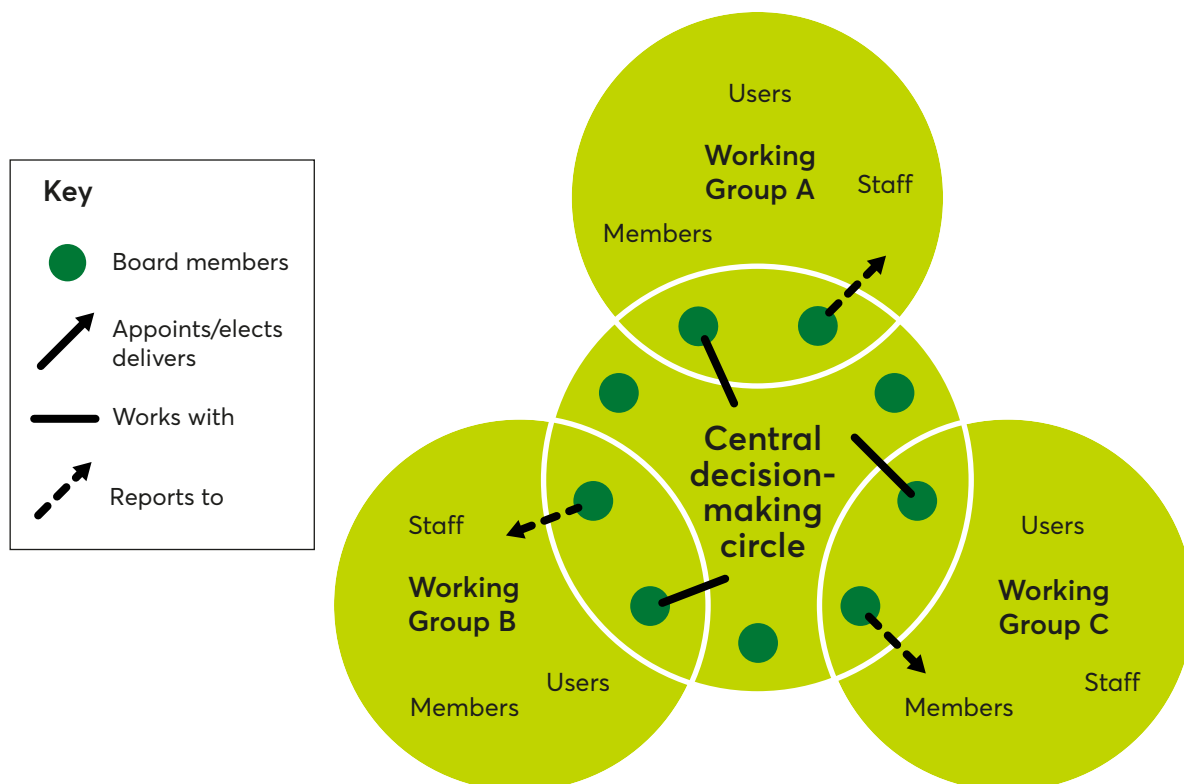 Key
Board members
Appoints/elects
delivers
Works with
Reports to
Users
Working
Group A
Staff
Members
Central
decision-
making
circle
Staff
Working
Group B
Users
Members
Users
Working
Group C
Staff
Members